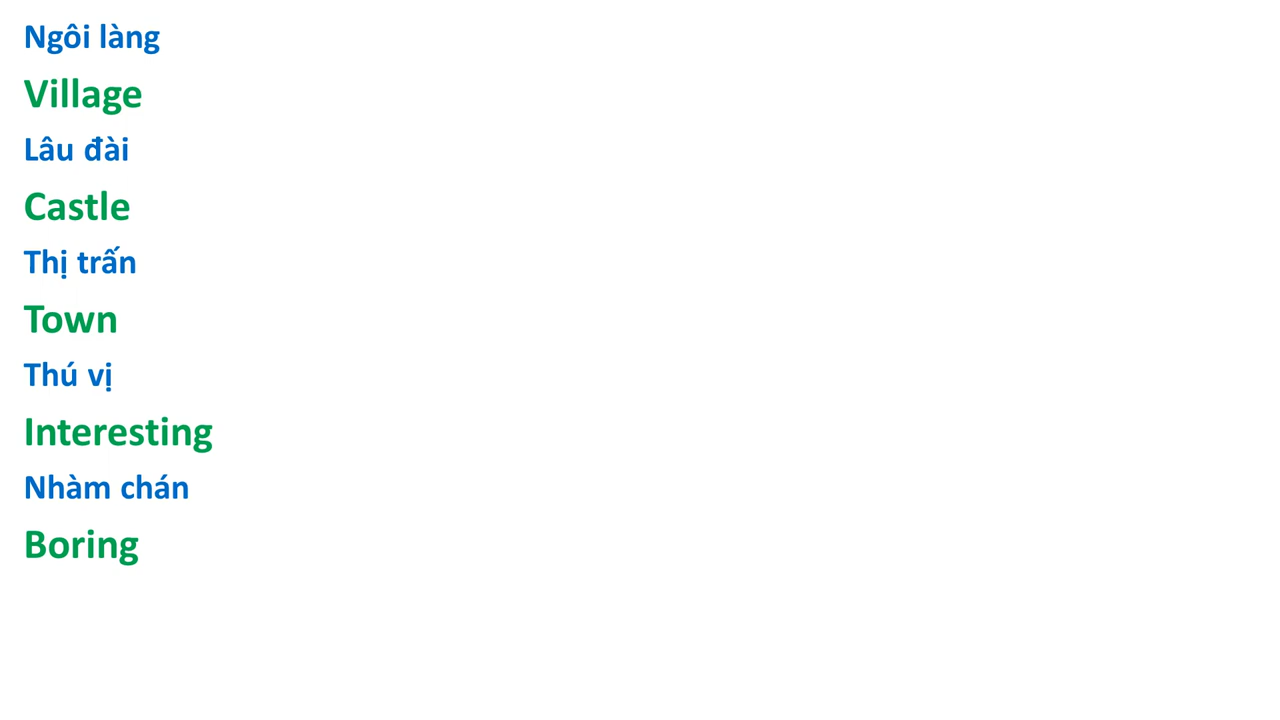 Ngôi làng
Village
Lâu đài
Castle
Thị trấn
Town
Thú vị
Interesting
Nhàm chán
Boring